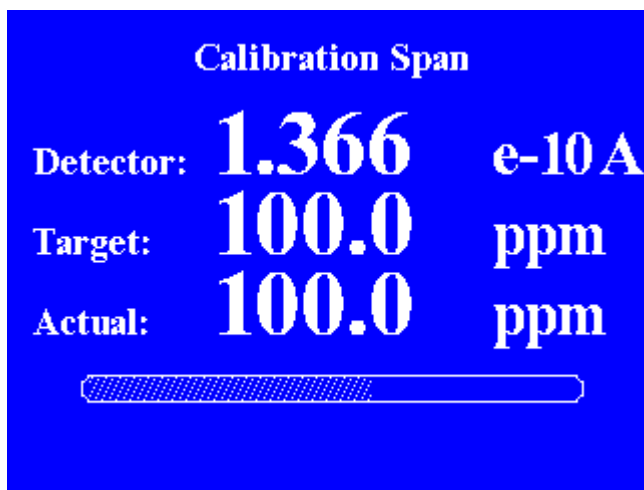 Calibration Span
Detector: 1.366 e-10 A
Target: 100.0 ppm
Actual: 100.0 ppm